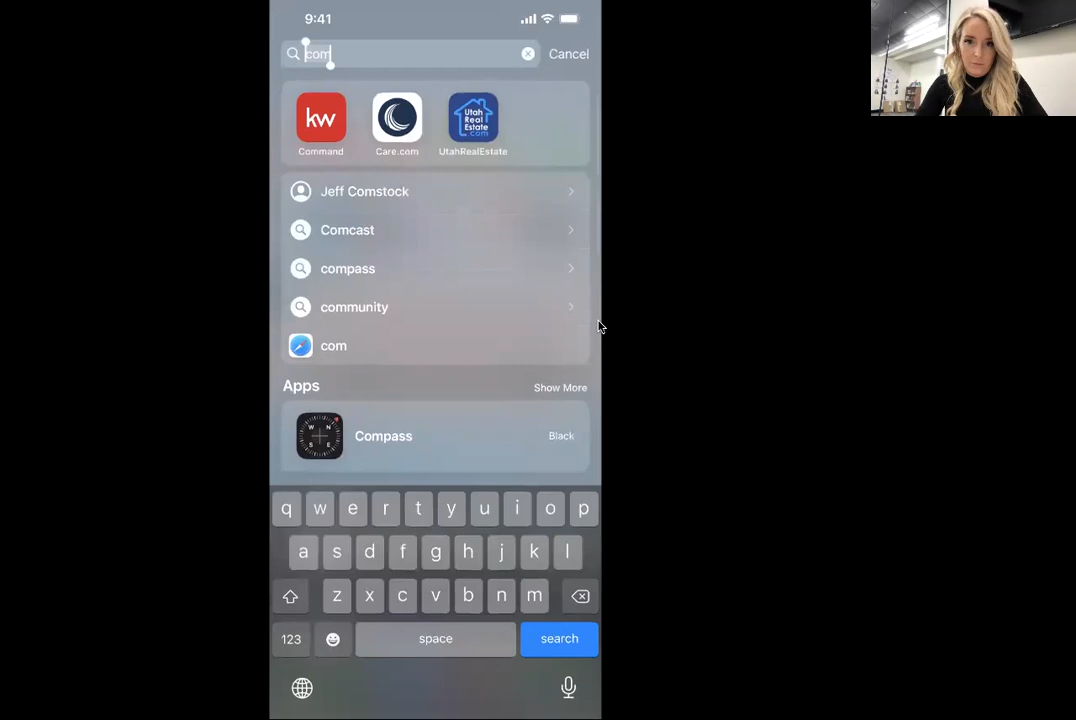 9:41
com
Cancel
kw
Utah
Real
Estate
.com
Command
Care.com
UtahRealEstate
Jeff Comstock
Comcast
compass
community
com
Apps
Show More
W N
S E
Compass
Black
q w e r t y u i o p
a s d f g h j k l
z x c v b n m
123
space
search